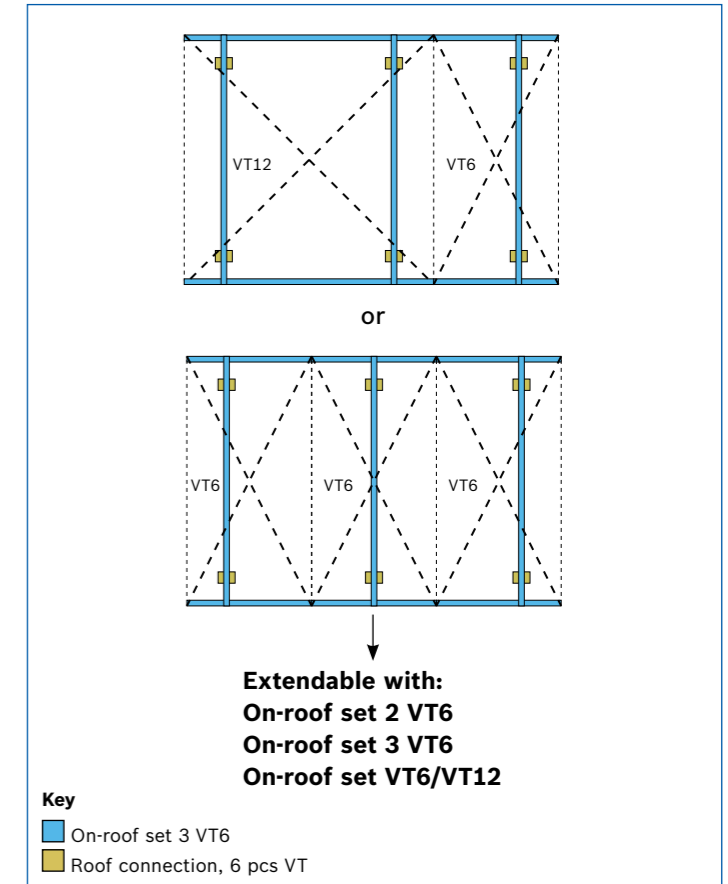 VT12 VT6
or
VT6 VT6 VT6
Extendable with:
On-roof set 2 VT6
On-roof set 3 VT6
On-roof set VT6/VT12
Key
On-roof set 3 VT6
Roof connection, 6 pcs VT